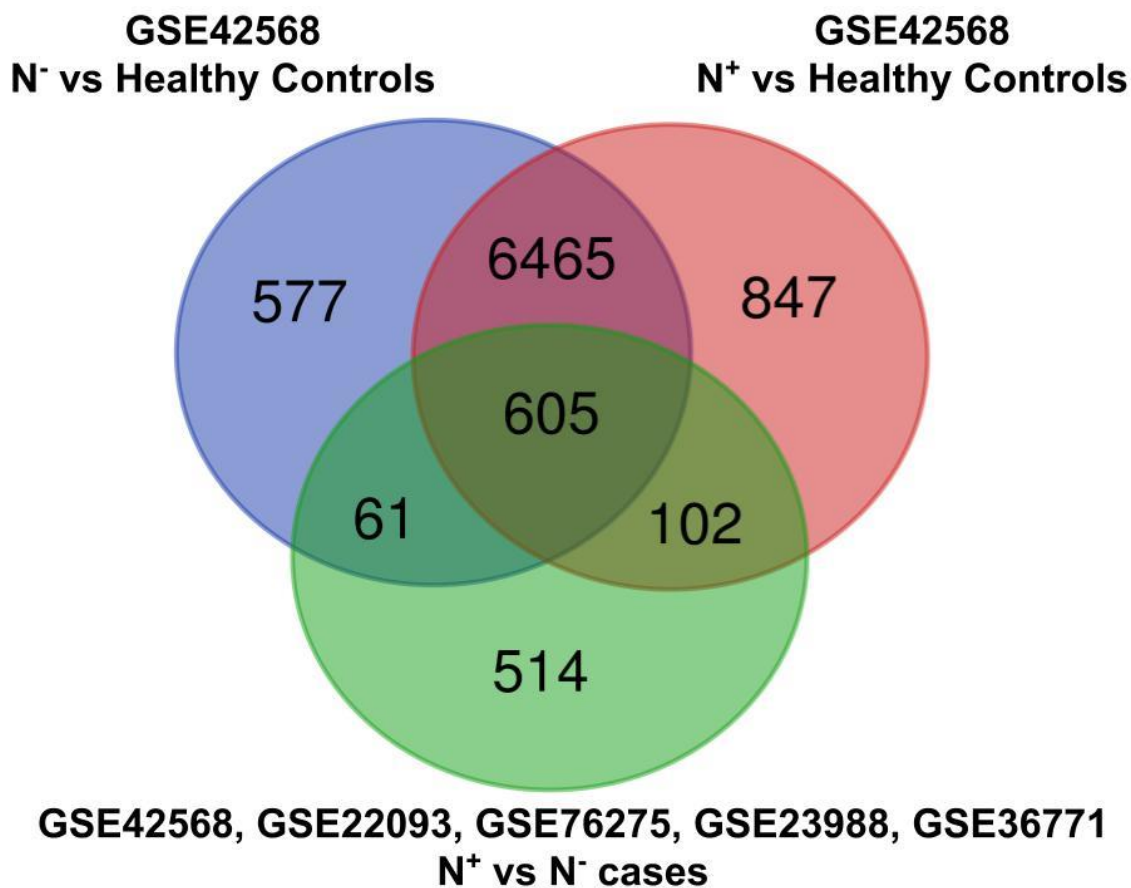 GSE42568
N⁻ vs Healthy Controls
GSE42568
N⁺ vs Healthy Controls
6465
577
847
605
61
102
514
GSE42568, GSE22093, GSE76275, GSE23988, GSE36771
N⁺ vs N⁻ cases